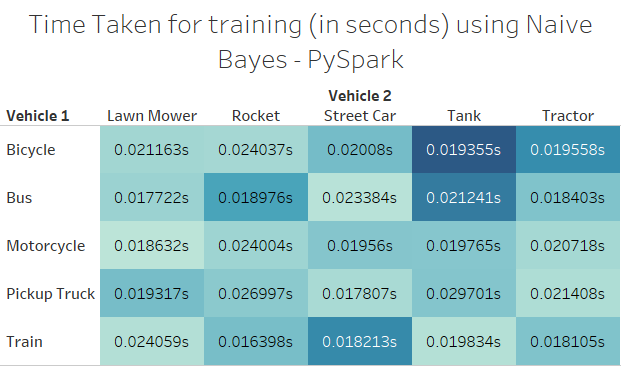 Time Taken for training (in seconds) using Naive
Bayes - PySpark
Vehicle 2
Vehicle 1 Lawn Mower Rocket Street Car Tank Tractor
Bicycle 0.021163s 0.024037s 0.02008s 0.019355s 0.019558s
Bus 0.017722s 0.018976s 0.023384s 0.021241s 0.018403s
Motorcycle 0.018632s 0.024004s 0.01956s 0.019765s 0.020718s
Pickup Truck 0.019317s 0.026997s 0.017807s 0.029701s 0.021408s
Train 0.024059s 0.016398s 0.018213s 0.019834s 0.018105s